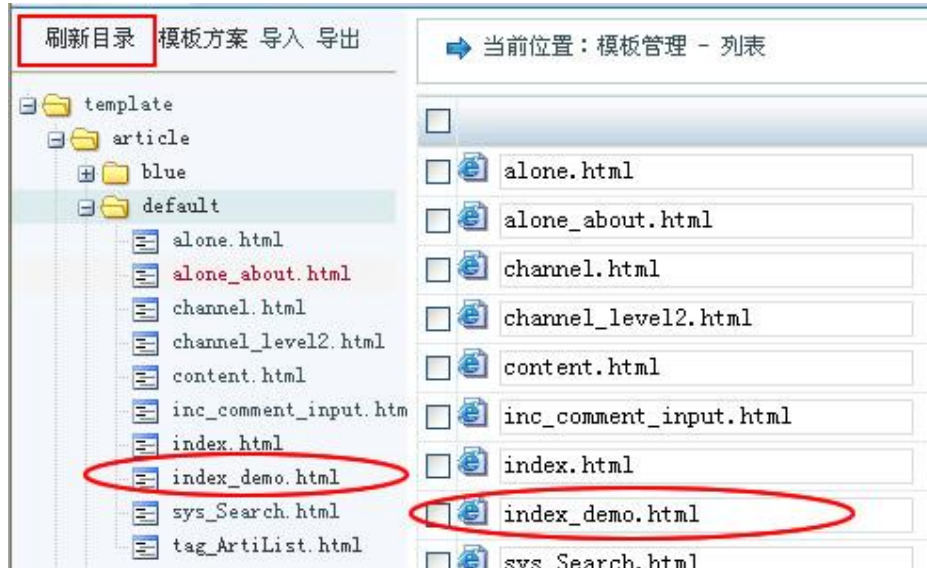 刷新目录 模板方案 导入 导出
template
article
blue
default
alone.html
alone_about.html
channel.html
channel_level2.html
content.html
inc_comment_input.htm
index.html
index_demo.html
sys_Search.html
tag_ArtiList.html
当前位置：模板管理 - 列表
alone.html
alone_about.html
channel.html
channel_level2.html
content.html
inc_comment_input.html
index.html
index_demo.html
sys_Search.html